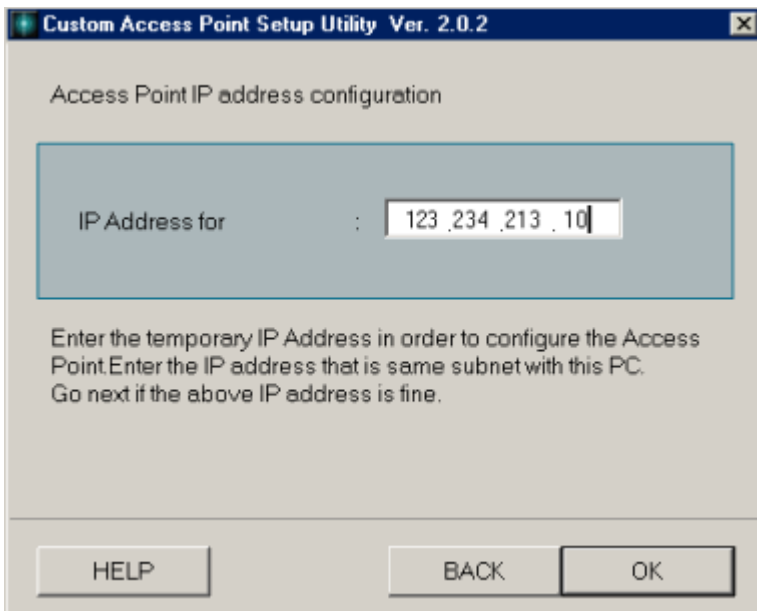 Custom Access Point Setup Utility Ver. 2.0.2
Access Point IP address configuration
IP Address for : 123 .234 .213 . 10
Enter the temporary IP Address in order to configure the Access
Point.Enter the IP address that is same subnet with this PC.
Go next if the above IP address is fine.
HELP BACK OK